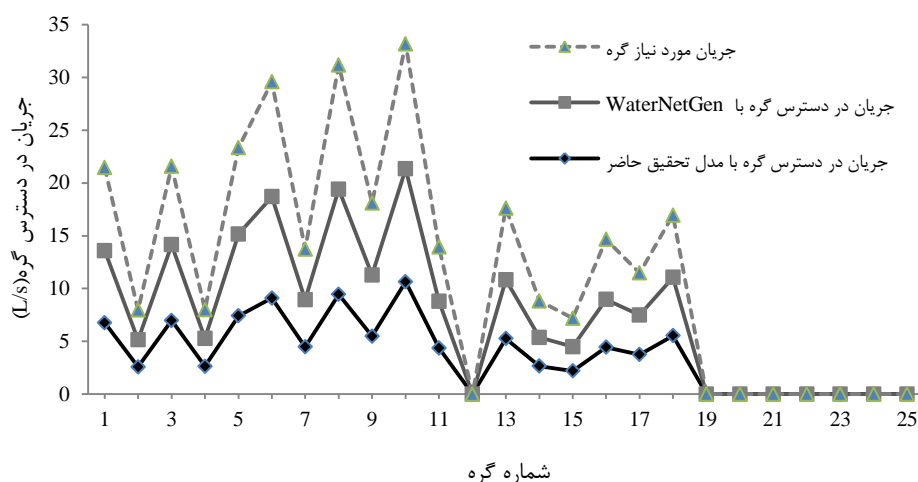 35
30
25
20
15
10
5
0
جریان در دسترس گره(L/s)
جریان مورد نیاز گره
جریان در دسترس گره با WaterNetGen
جریان در دسترس گره با مدل تحقیق حاضر
1 3 5 7 9 11 13 15 17 19 21 23 25
شماره گره